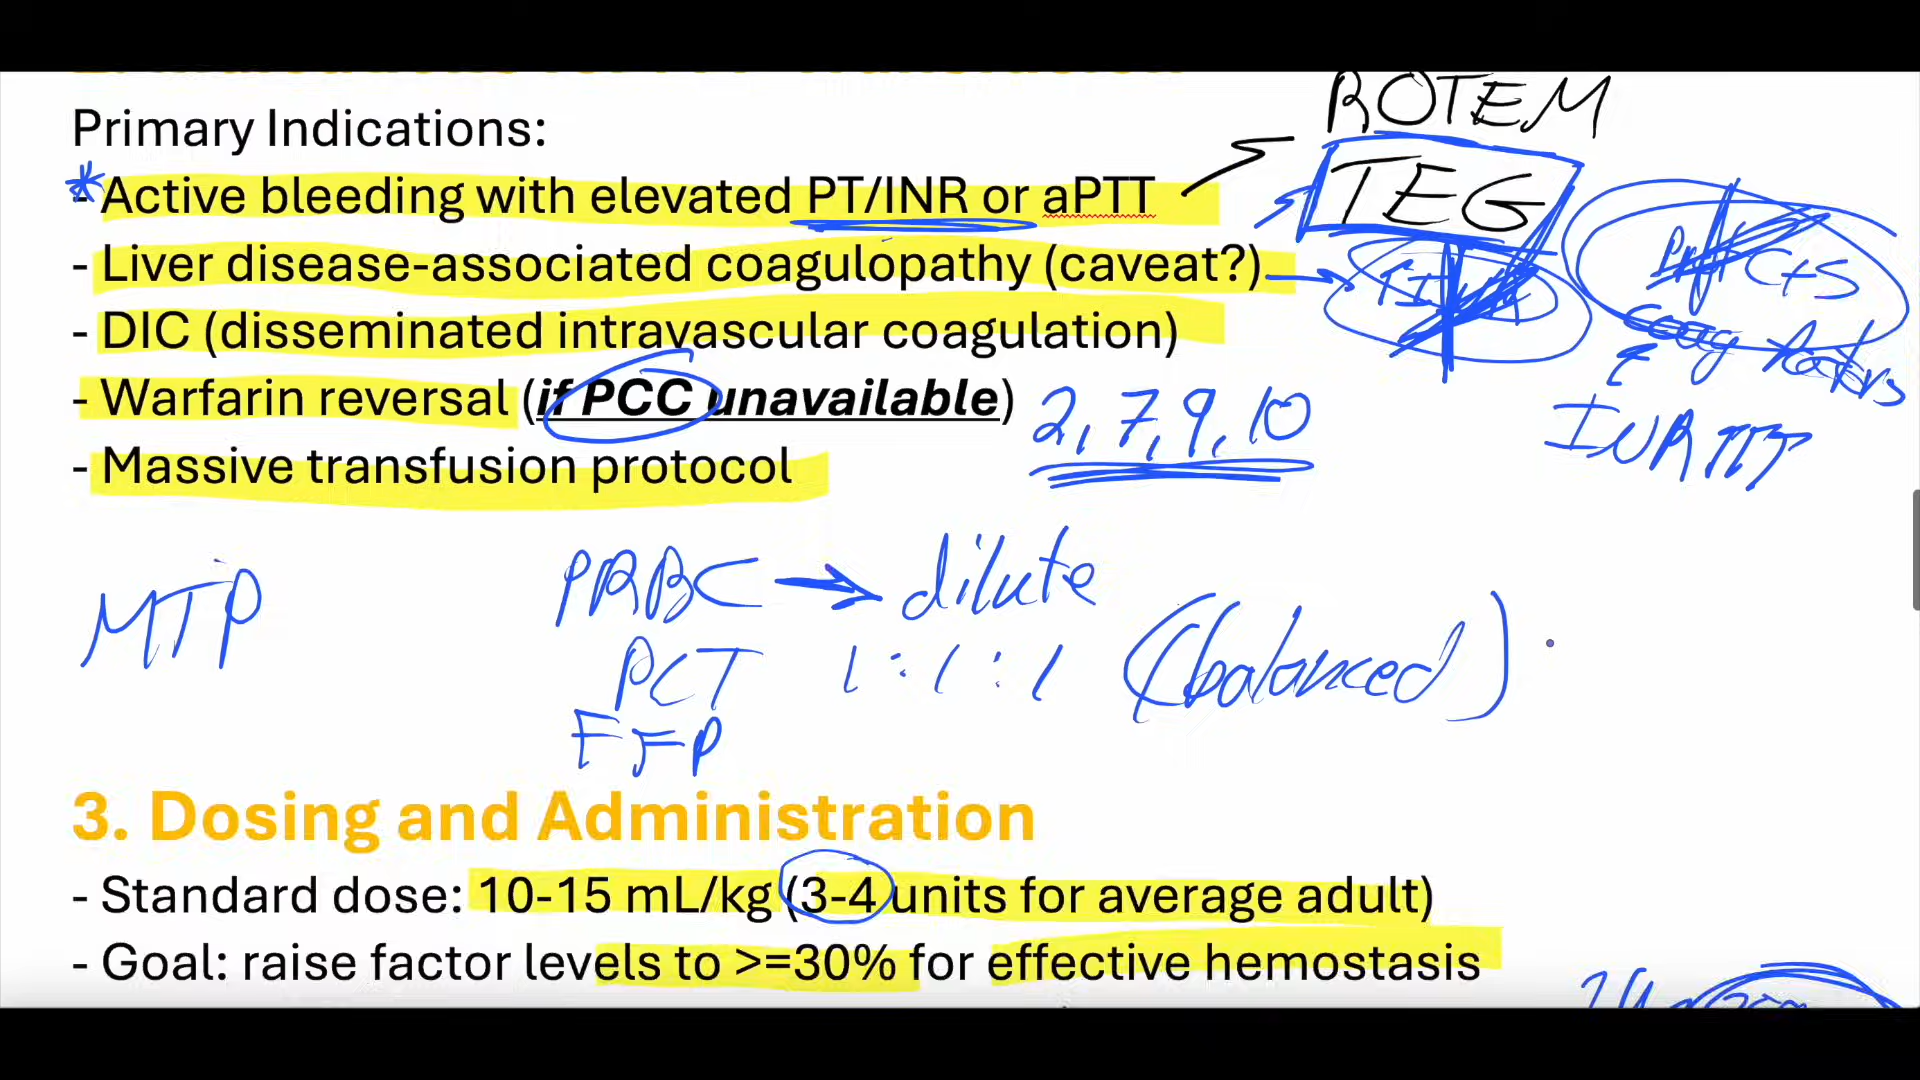 ROTEM
Primary Indications:
* Active bleeding with elevated PT/INR or aPTT
TEG
- Liver disease-associated coagulopathy (caveat?)
C+S
- DIC (disseminated intravascular coagulation)
coag factors
- Warfarin reversal (if PCC unavailable)
2, 7, 9, 10
INR PTT
- Massive transfusion protocol
MTP
PRBC → dilute
PLT 1:1:1 (balanced)
FFP
3. Dosing and Administration
- Standard dose: 10-15 mL/kg (3-4 units for average adult)
- Goal: raise factor levels to >=30% for effective hemostasis